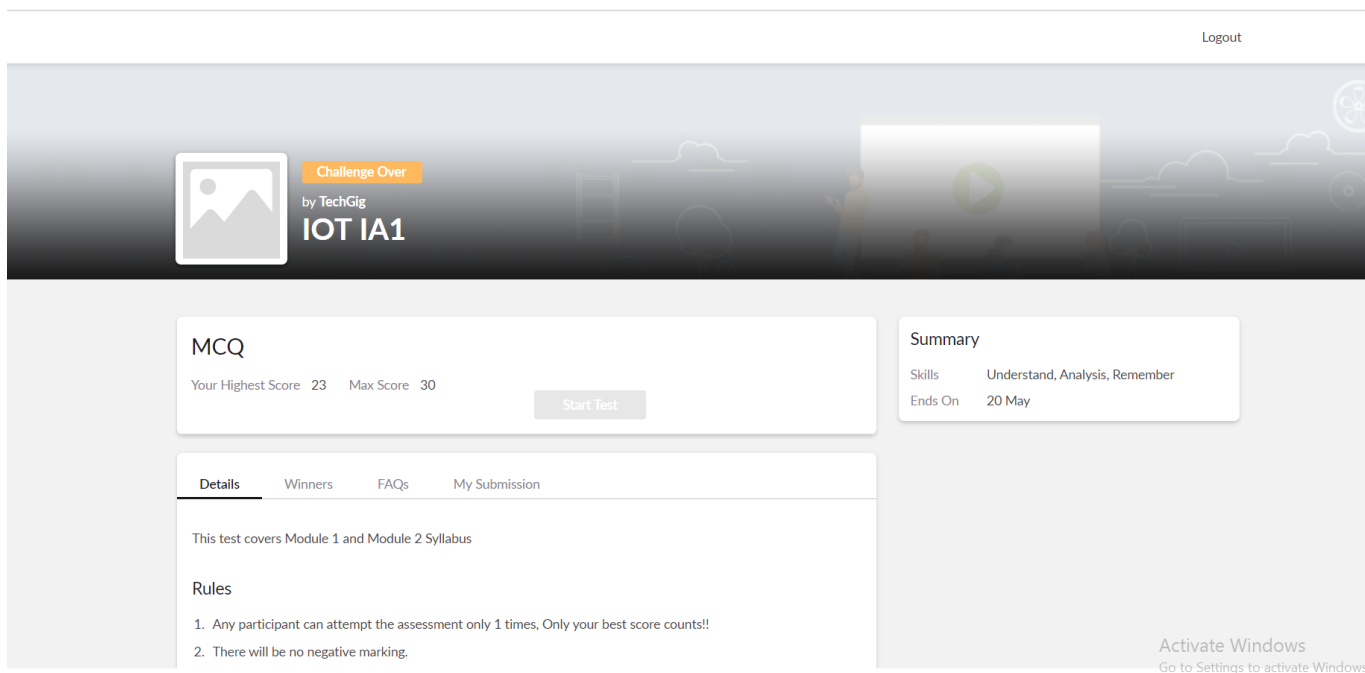 Logout
Challenge Over
by TechGig
IOT IA1
MCQ
Your Highest Score 23 Max Score 30
Start Test
Summary
Skills Understand, Analysis, Remember
Ends On 20 May
Details Winners FAQs My Submission
This test covers Module 1 and Module 2 Syllabus
Rules
1. Any participant can attempt the assessment only 1 times, Only your best score counts!!
2. There will be no negative marking.
Activate Windows
Go to Settings to activate Windows